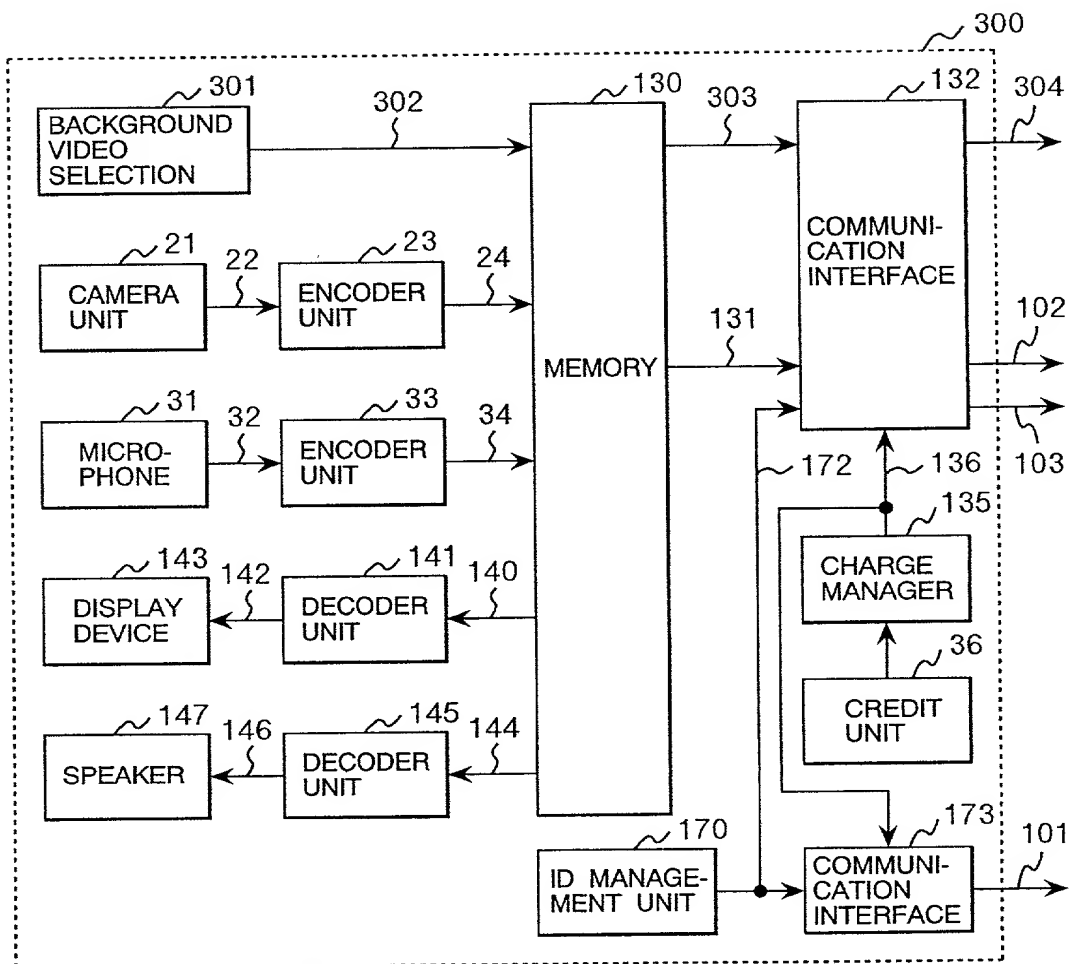 300
301
302
130
303
132
304
BACKGROUND
VIDEO
SELECTION
21
22
23
24
CAMERA
UNIT
ENCODER
UNIT
COMMUNI-
CATION
INTERFACE
131
102
MEMORY
31
32
33
34
MICRO-
PHONE
ENCODER
UNIT
172
136
103
135
143
142
141
140
DISPLAY
DEVICE
DECODER
UNIT
CHARGE
MANAGER
36
147
146
145
144
SPEAKER
DECODER
UNIT
CREDIT
UNIT
170
173
101
ID MANAGE-
MENT UNIT
COMMUNI-
CATION
INTERFACE